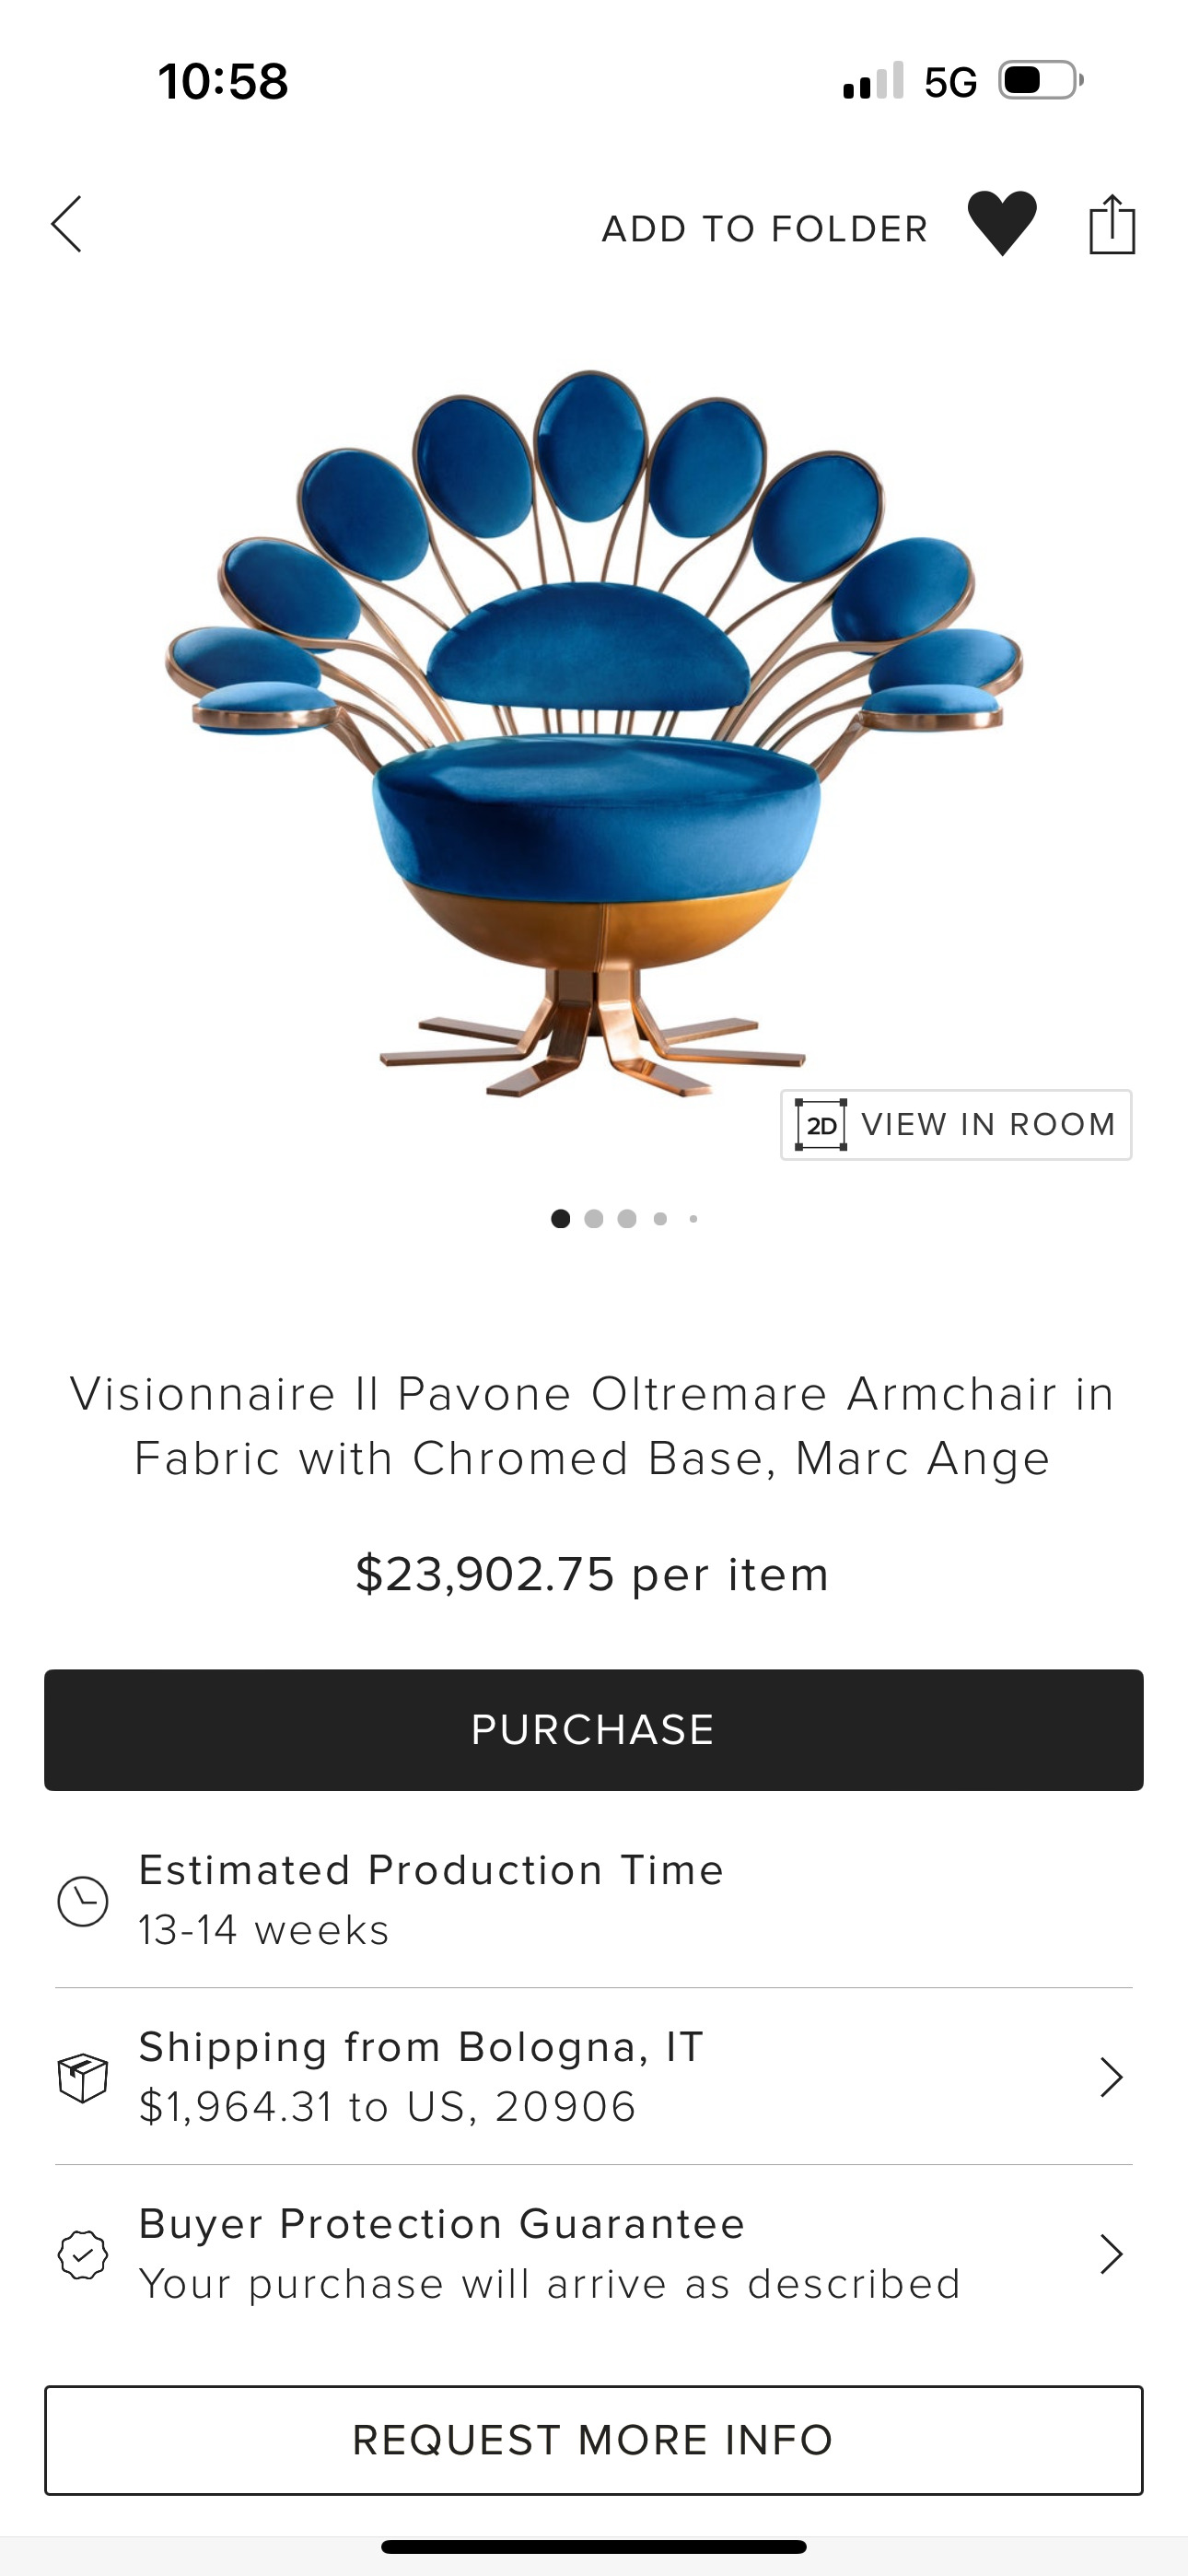 10:58
5G
ADD TO FOLDER
2D VIEW IN ROOM
Visionnaire Il Pavone Oltremare Armchair in
Fabric with Chromed Base, Marc Ange
$23,902.75 per item
PURCHASE
Estimated Production Time
13-14 weeks
Shipping from Bologna, IT
$1,964.31 to US, 20906
Buyer Protection Guarantee
Your purchase will arrive as described
REQUEST MORE INFO